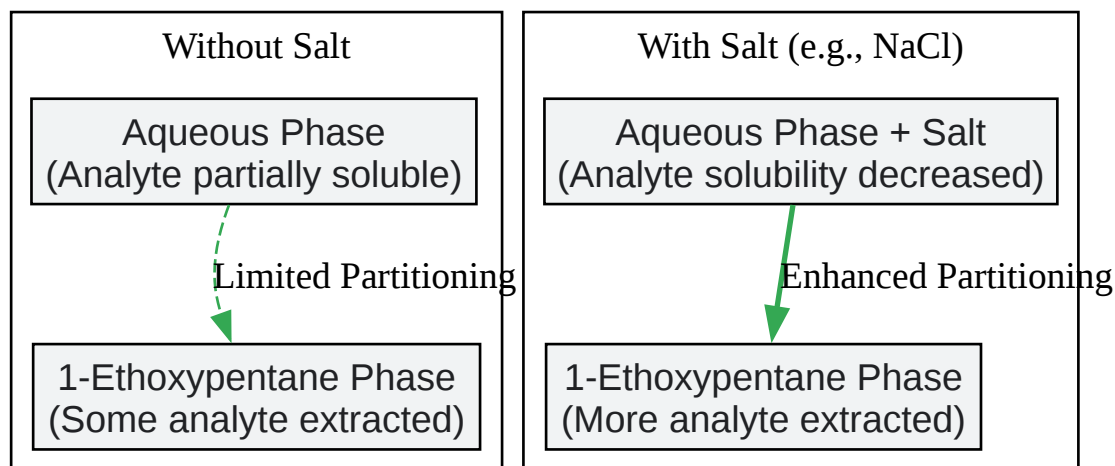 Without Salt
Aqueous Phase
(Analyte partially soluble)
Limited Partitioning
1-Ethoxypentane Phase
(Some analyte extracted)
With Salt (e.g., NaCl)
Aqueous Phase + Salt
(Analyte solubility decreased)
Enhanced Partitioning
1-Ethoxypentane Phase
(More analyte extracted)